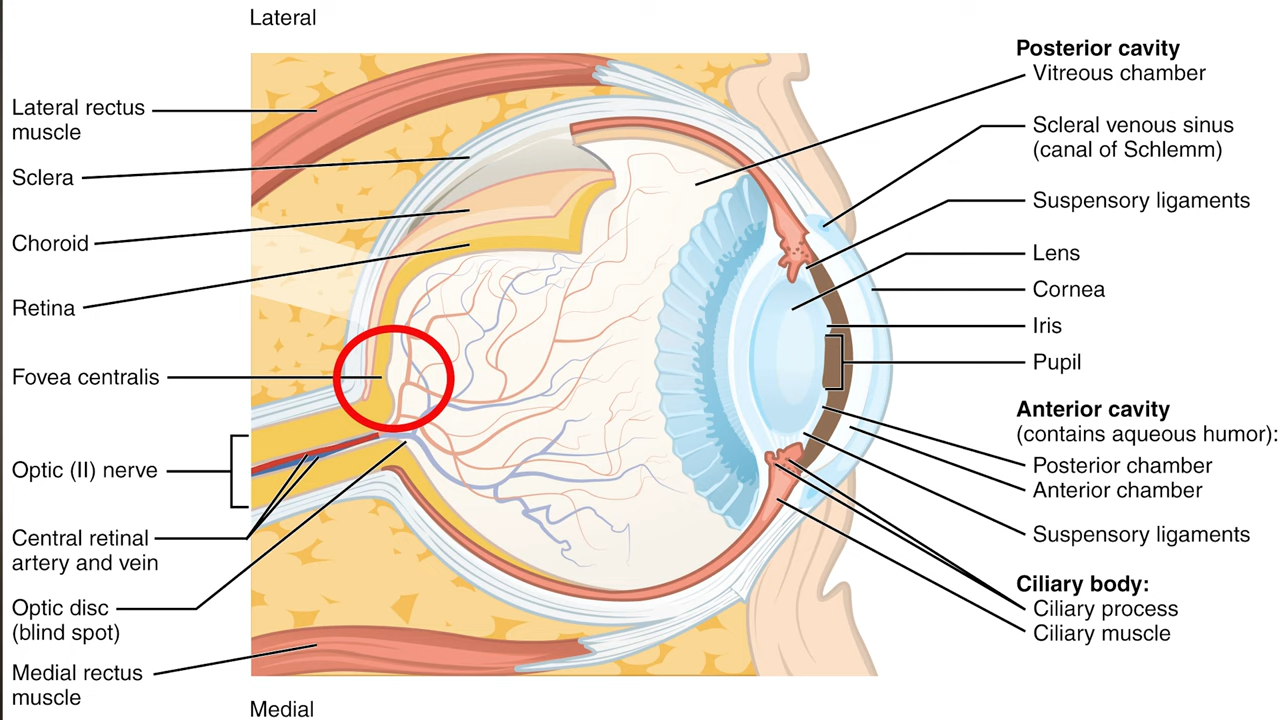 Lateral
Lateral rectus
muscle
Sclera
Choroid
Retina
Fovea centralis
Optic (II) nerve
Central retinal
artery and vein
Optic disc
(blind spot)
Medial rectus
muscle
Medial
Posterior cavity
Vitreous chamber
Scleral venous sinus
(canal of Schlemm)
Suspensory ligaments
Lens
Cornea
Iris
Pupil
Anterior cavity
(contains aqueous humor):
Posterior chamber
Anterior chamber
Suspensory ligaments
Ciliary body:
Ciliary process
Ciliary muscle